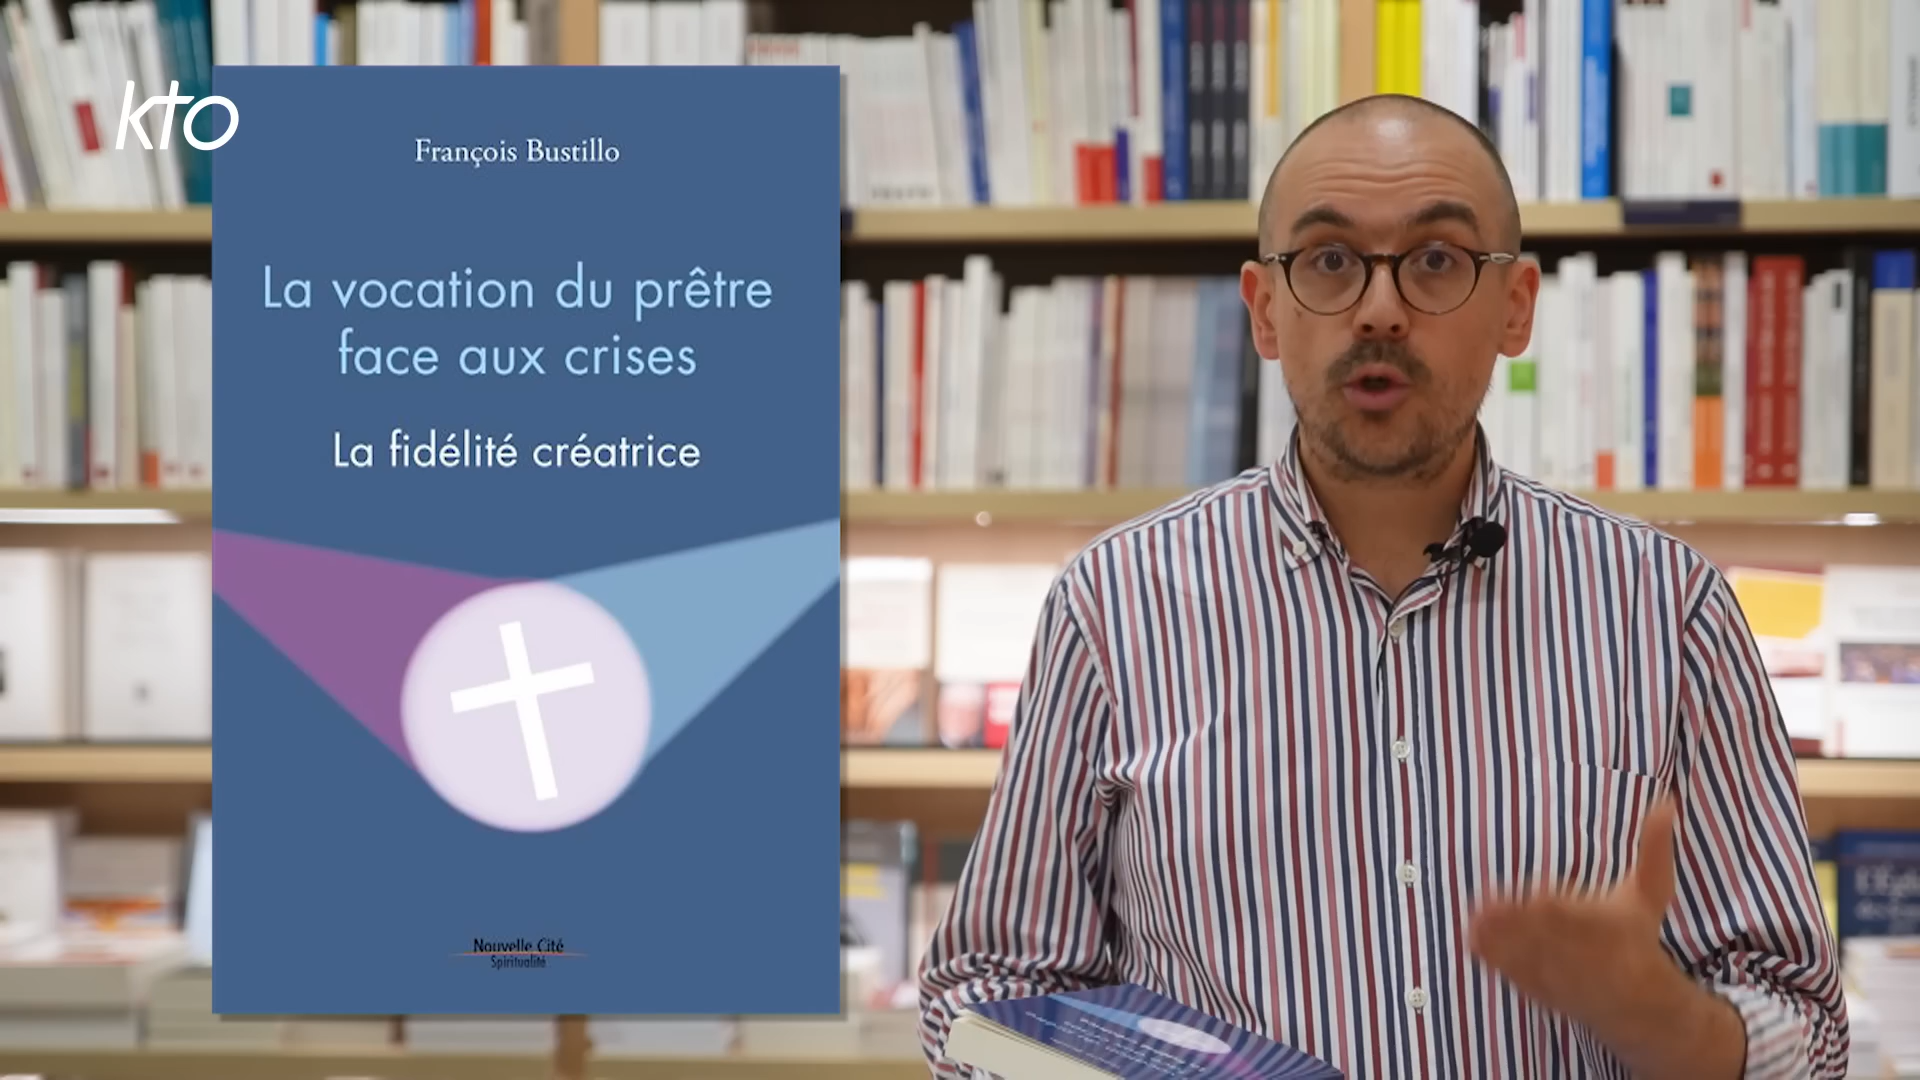 kto
François Bustillo
La vocation du prêtre
face aux crises
La fidélité créatrice
Nouvelle Cité
Spiritualité